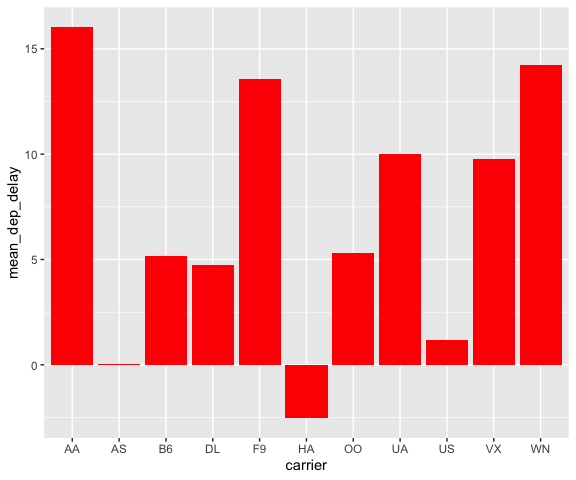 15
10
5
0
mean_dep_delay
AA AS B6 DL F9 HA OO UA US VX WN
carrier